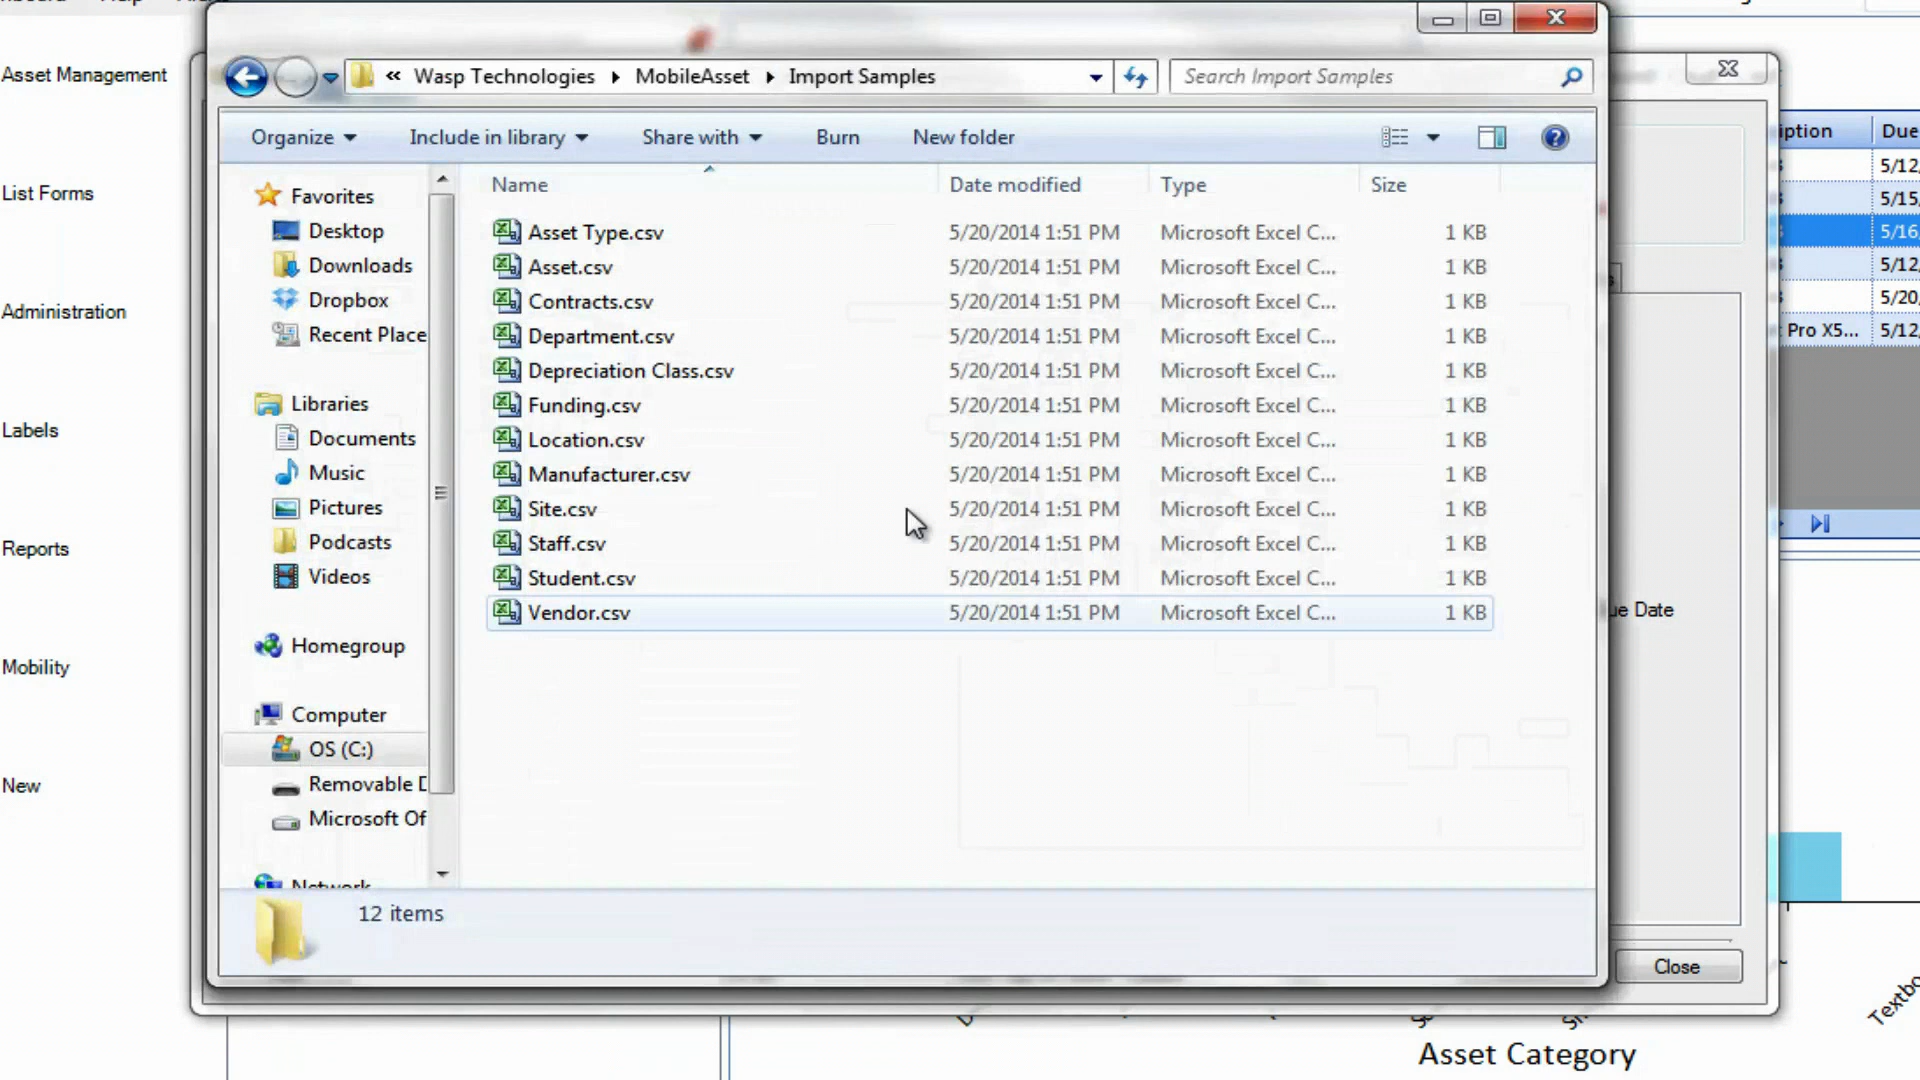 Asset Management
List Forms
Administration
Labels
Reports
Mobility
New
« Wasp Technologies MobileAsset Import Samples
Search Import Samples
Organize Include in library Share with Burn New folder
Favorites
Desktop
Downloads
Dropbox
Recent Place
Libraries
Documents
Music
Pictures
Podcasts
Videos
Homegroup
Computer
OS (C:)
Removable D
Microsoft Of
Network
Name Date modified Type Size
Asset Type.csv 5/20/2014 1:51 PM Microsoft Excel C... 1 KB
Asset.csv 5/20/2014 1:51 PM Microsoft Excel C... 1 KB
Contracts.csv 5/20/2014 1:51 PM Microsoft Excel C... 1 KB
Department.csv 5/20/2014 1:51 PM Microsoft Excel C... 1 KB
Depreciation Class.csv 5/20/2014 1:51 PM Microsoft Excel C... 1 KB
Funding.csv 5/20/2014 1:51 PM Microsoft Excel C... 1 KB
Location.csv 5/20/2014 1:51 PM Microsoft Excel C... 1 KB
Manufacturer.csv 5/20/2014 1:51 PM Microsoft Excel C... 1 KB
Site.csv 5/20/2014 1:51 PM Microsoft Excel C... 1 KB
Staff.csv 5/20/2014 1:51 PM Microsoft Excel C... 1 KB
Student.csv 5/20/2014 1:51 PM Microsoft Excel C... 1 KB
Vendor.csv 5/20/2014 1:51 PM Microsoft Excel C... 1 KB
12 items
iption Due
5/12,
5/15,
5/16,
5/12,
5/20,
Pro X5... 5/12,
ue Date
Close
Textbo
Asset Category